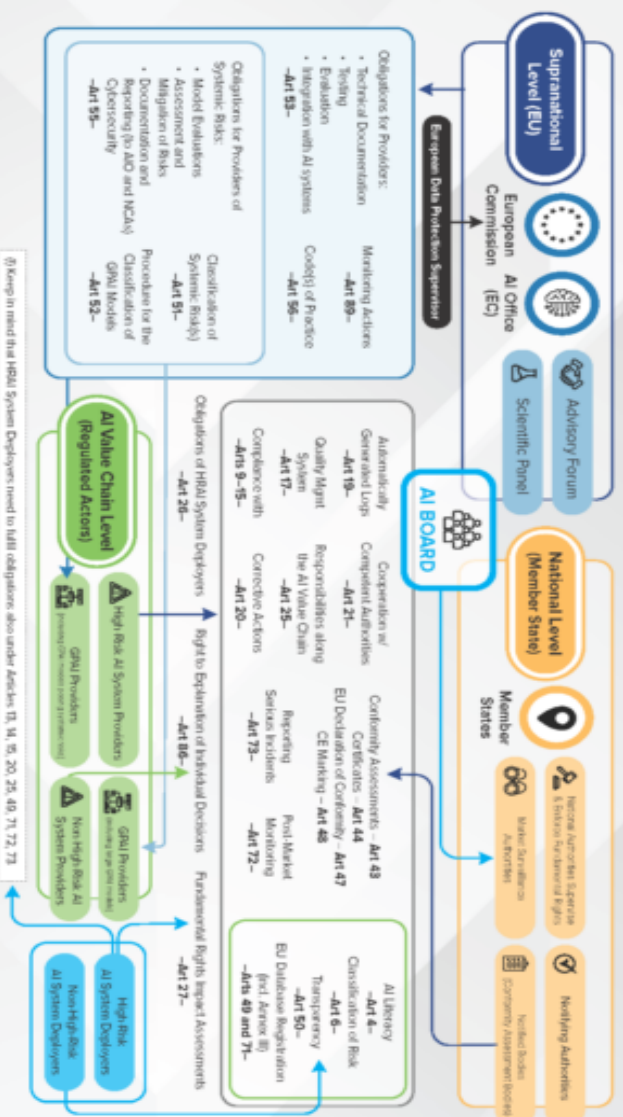 Supranational
Level (EU)
European
Commission
AI Office
(EC)
Advisory Forum
Scientific Panel
European Data Protection Supervisor
AI BOARD
National Level
(Member State)
Member
States
National Authorities Supervise
& Enforce Fundamental Rights
Market Surveillance
Authorities
Notifying Authorities
Notified Bodies
(Conformity Assessment Bodies)
Obligations for Providers:
• Technical Documentation
• Testing
• Evaluation
• Integration with AI systems
–Art 53–
Monitoring Actions
–Art 89–
Code(s) of Practice
–Art 56–
Obligations for Providers of
Systemic Risks:
• Model Evaluations
• Assessment and
Mitigation of Risks
• Documentation and
Reporting (to AIO and NCAs)
Cybersecurity
–Art 55–
Classification of
Systemic Risk(s)
–Art 51–
Procedure for the
Classification of
GPAI Models
–Art 52–
Automatically
Generated Logs
–Art 19–
Quality Mgmt
System
–Art 17–
Compliance with
–Arts 9–15–
Cooperation w/
Competent Authorities
–Art 21–
Responsibilities along
the AI Value Chain
–Art 25–
Corrective Actions
–Art 20–
Conformity Assessments – Art 43
Certificates – Art 44
EU Declaration of Conformity – Art 47
CE Marking – Art 48
Reporting
Serious Incidents
–Art 73–
Post-Market
Monitoring
–Art 72–
AI Literacy
–Art 4–
Classification of Risk
–Art 6–
Transparency
–Art 50–
EU Database Registration
(incl. Annex III)
–Arts 49 and 71–
Obligations of HRAI System Deployers
–Art 26–
Right to Explanation of Individual Decisions
–Art 86–
Fundamental Rights Impact Assessments
–Art 27–
AI Value Chain Level
(Regulated Actors)
High Risk AI System Providers
GPAI Providers
GPAI Providers
Non-High Risk AI
System Providers
High-Risk
AI System Deployers
Non-High-Risk
AI System Deployers
Keep in mind that HRAI System Deployers need to fulfil obligations also under Articles 13, 14, 15, 20, 25, 49, 71, 72, 73